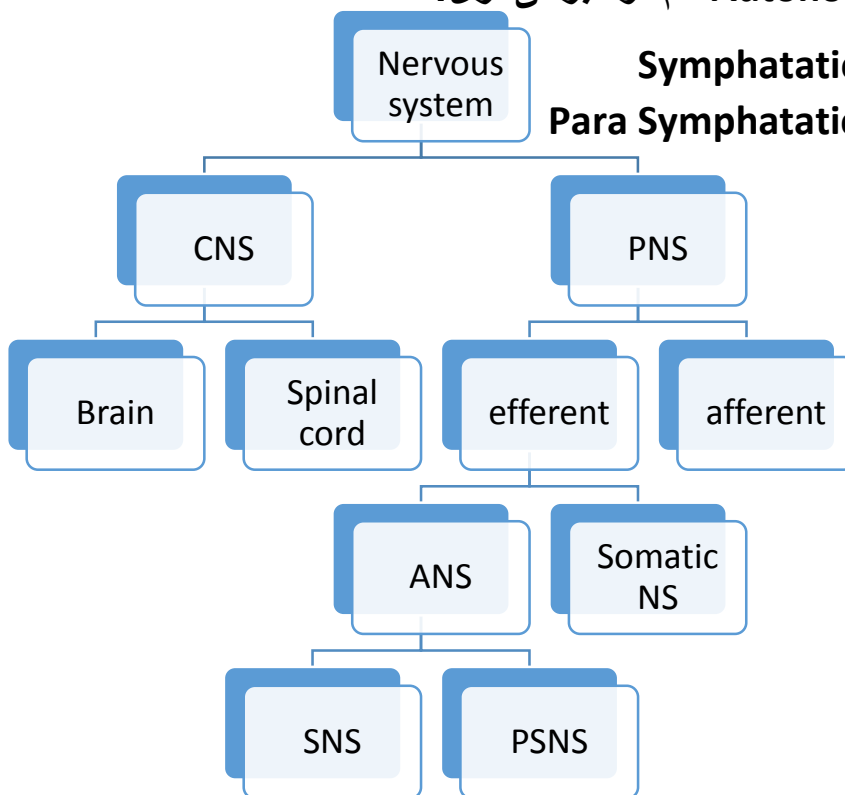 Nervous
system
Symphatatic
Para Symphatatic
CNS
PNS
Brain
Spinal
cord
efferent
afferent
ANS
Somatic
NS
SNS
PSNS